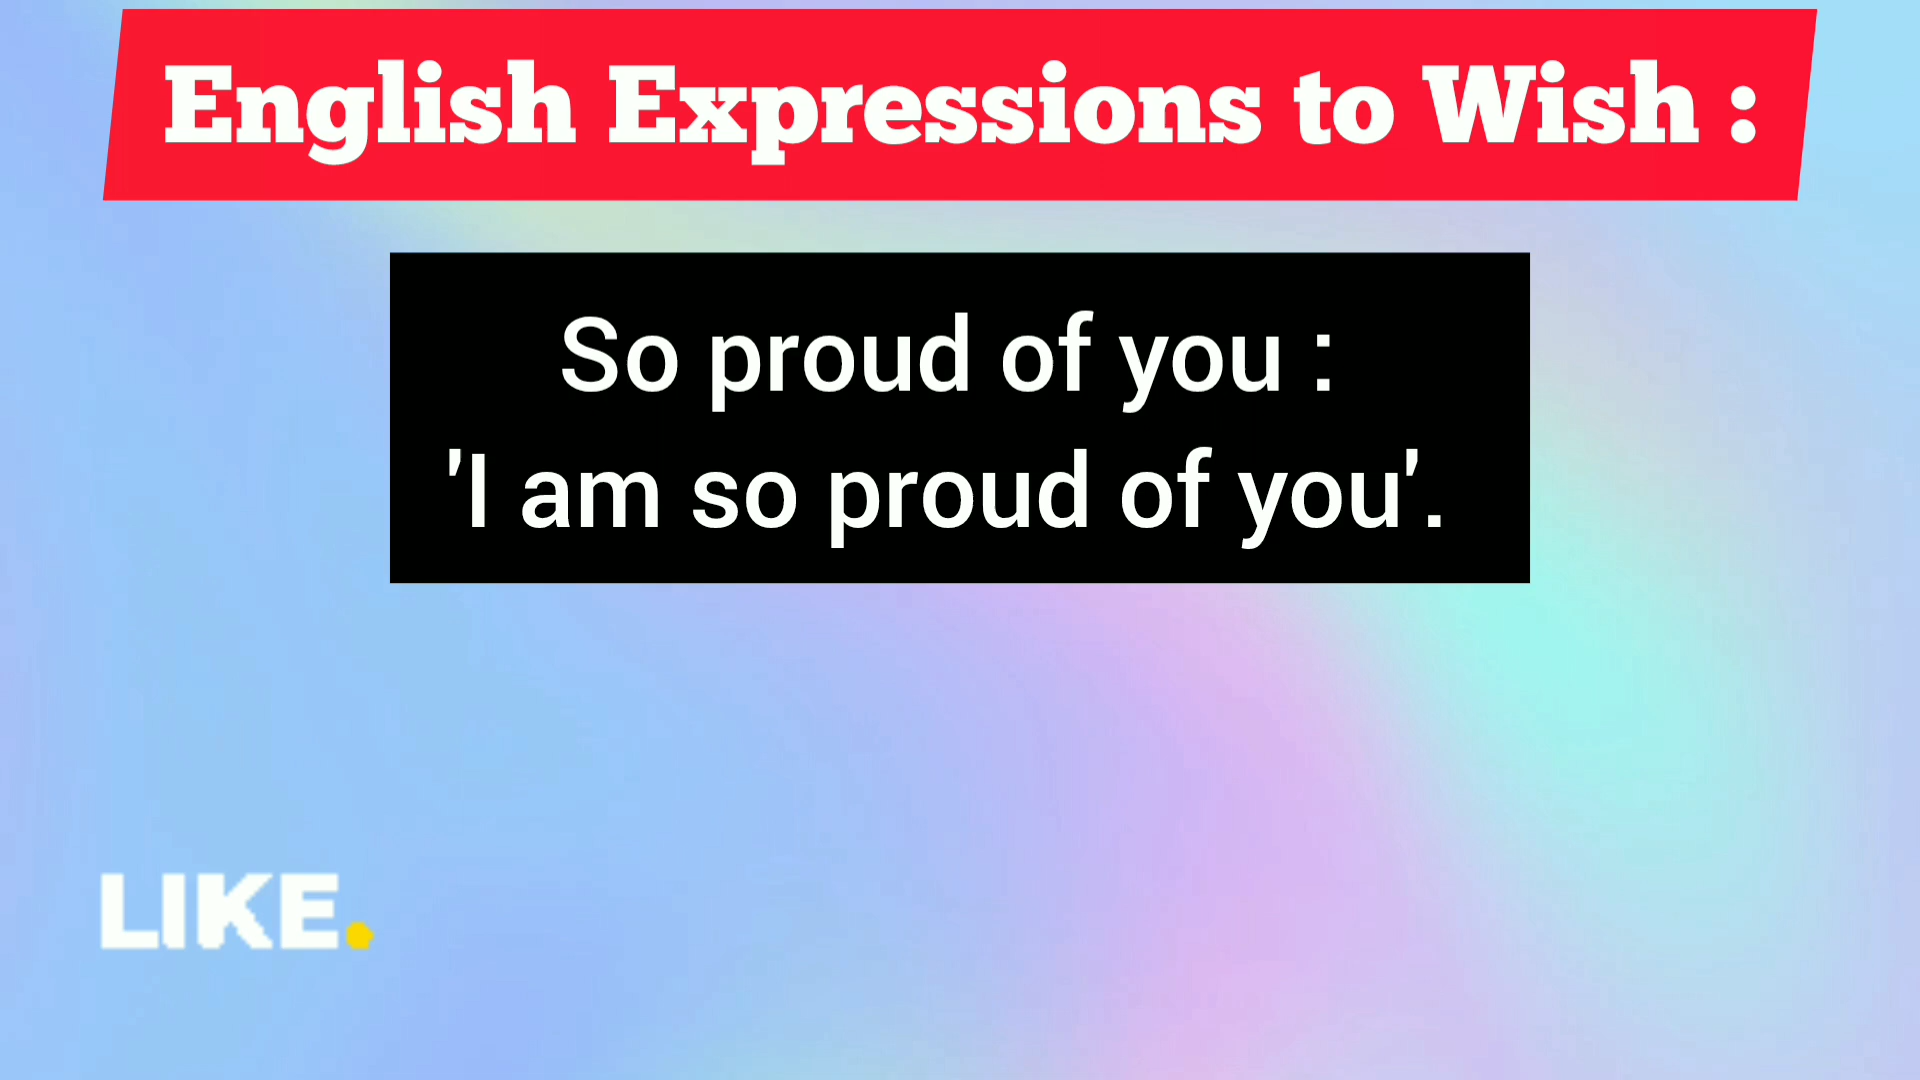 English Expressions to Wish :
So proud of you :
'I am so proud of you'.
LIKE.